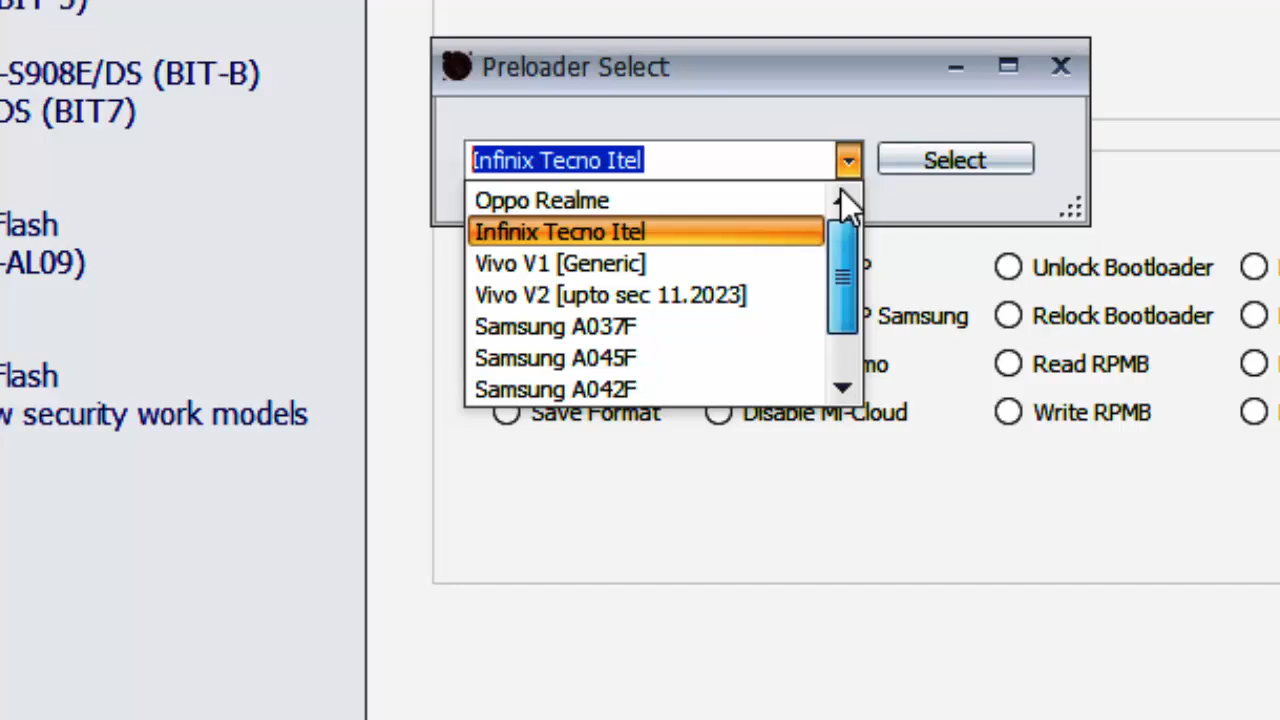 -S908E/DS (BIT-B)
DS (BIT7)
Flash
-AL09)
Flash
w security work models
Preloader Select
Infinix Tecno Itel
Select
Oppo Realme
Infinix Tecno Itel
Vivo V1 [Generic]
Vivo V2 [upto sec 11.2023]
Samsung A037F
Samsung A045F
Samsung A042F
P
Unlock Bootloader
P Samsung
Relock Bootloader
mo
Read RPMB
Save Format
Disable Mi-Cloud
Write RPMB